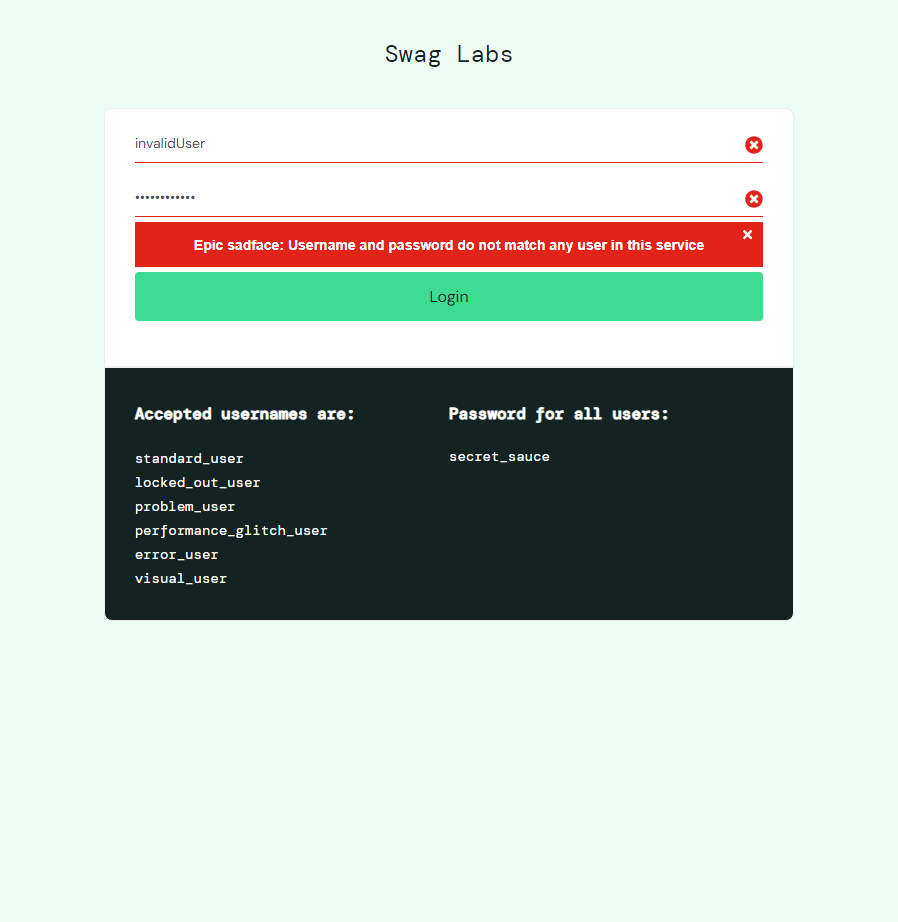 Swag Labs
invalidUser
••••••••••••
Epic sadface: Username and password do not match any user in this service
Login
Accepted usernames are:
standard_user
locked_out_user
problem_user
performance_glitch_user
error_user
visual_user
Password for all users:
secret_sauce